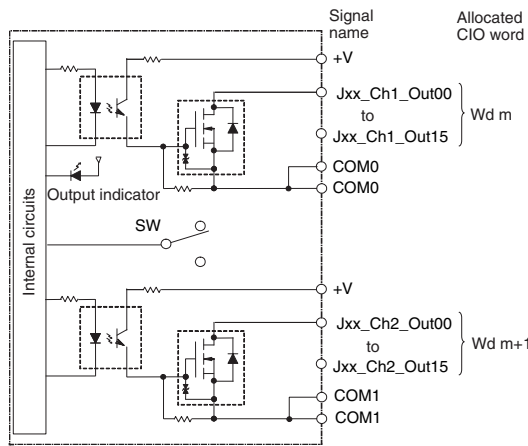 Signal name
Allocated CIO word
+V
Jxx_Ch1_Out00
to
Wd m
Jxx_Ch1_Out15
COM0
COM0
Output indicator
Internal circuits
SW
+V
Jxx_Ch2_Out00
to
Wd m+1
Jxx_Ch2_Out15
COM1
COM1